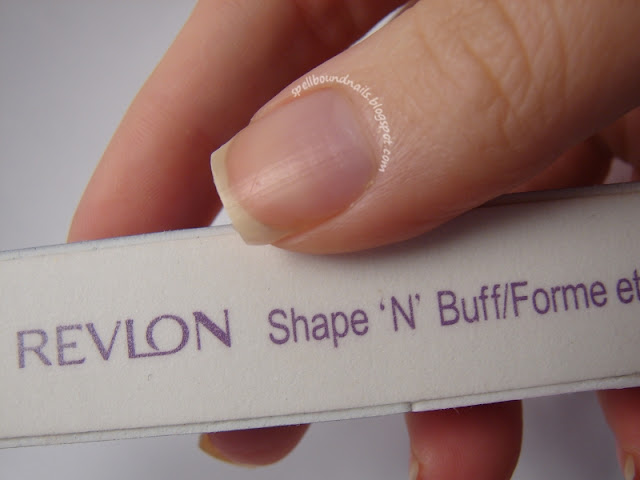 spellboundnails.blogspot.com
REVLON Shape 'N' Buff/Forme et